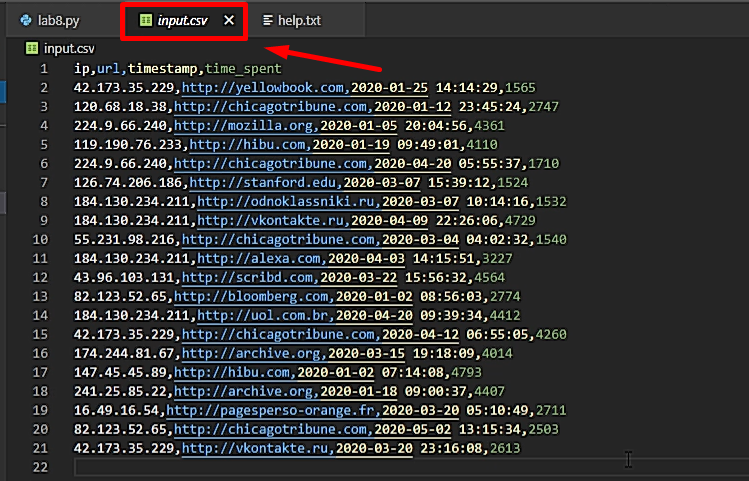 lab8.py input.csv × help.txt
input.csv
1 ip,url,timestamp,time_spent
2 42.173.35.229,http://yellowbook.com,2020-01-25 14:14:29,1565
3 120.68.18.38,http://chicagotribune.com,2020-01-12 23:45:24,2747
4 224.9.66.240,http://mozilla.org,2020-01-05 20:04:56,4361
5 119.190.76.233,http://hibu.com,2020-01-19 09:49:01,4110
6 224.9.66.240,http://chicagotribune.com,2020-04-20 05:55:37,1710
7 126.74.206.186,http://stanford.edu,2020-03-07 15:39:12,1524
8 184.130.234.211,http://odnoklassniki.ru,2020-03-07 10:14:16,1532
9 184.130.234.211,http://vkontakte.ru,2020-04-09 22:26:06,4729
10 55.231.98.216,http://chicagotribune.com,2020-03-04 04:02:32,1540
11 184.130.234.211,http://alexa.com,2020-04-03 14:15:51,3227
12 43.96.103.131,http://scribd.com,2020-03-22 15:56:32,4564
13 82.123.52.65,http://bloomberg.com,2020-01-02 08:56:03,2774
14 184.130.234.211,http://uol.com.br,2020-04-20 09:39:34,4412
15 42.173.35.229,http://chicagotribune.com,2020-04-12 06:55:05,4260
16 174.244.81.67,http://archive.org,2020-03-15 19:18:09,4014
17 147.45.45.89,http://hibu.com,2020-01-02 07:14:08,4793
18 241.25.85.22,http://archive.org,2020-01-18 09:00:37,4407
19 16.49.16.54,http://pagesperso-orange.fr,2020-03-20 05:10:49,2711
20 82.123.52.65,http://chicagotribune.com,2020-05-02 13:15:34,2503
21 42.173.35.229,http://vkontakte.ru,2020-03-20 23:16:08,2613
22